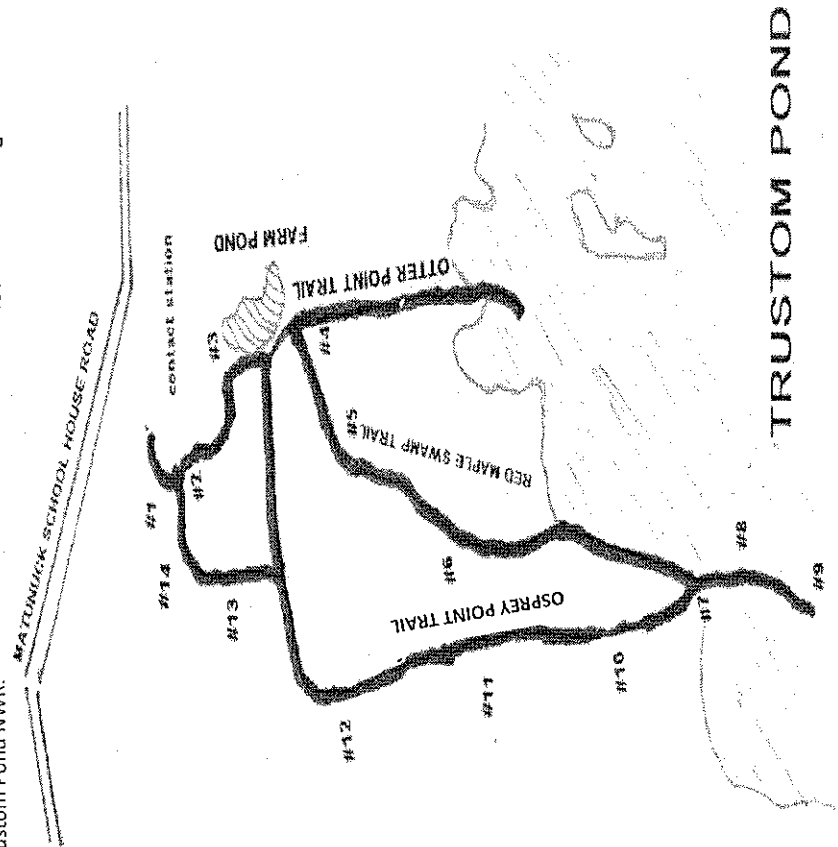 ustom Pond NWR.
MATUNUCK SCHOOL HOUSE ROAD
contact station
#1
#2
#3
FARM POND
#14
#13
OTTER POINT TRAIL
#4
#5
RED MAPLE SWAMP TRAIL
#6
OSPREY POINT TRAIL
#12
#11
#10
#7
#8
#9
TRUSTOM POND